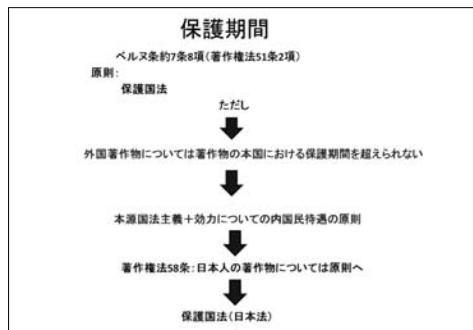 保護期間
ベルヌ条約7条8項(著作権法51条2項)
原則:
保護国法
ただし
外国著作物については著作物の本国における保護期間を超えられない
本源国法主義+効力についての内国民待遇の原則
著作権法58条:日本人の著作物については原則へ
保護国法(日本法)